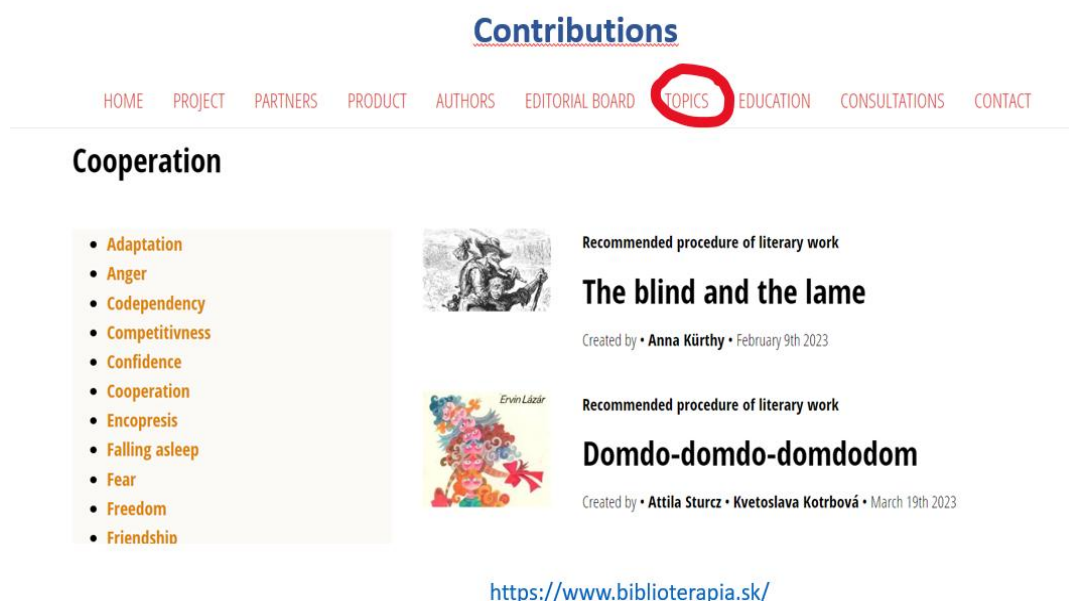 Contributions
HOME PROJECT PARTNERS PRODUCT AUTHORS EDITORIAL BOARD TOPICS EDUCATION CONSULTATIONS CONTACT
Cooperation
• Adaptation
• Anger
• Codependency
• Competitivness
• Confidence
• Cooperation
• Encopresis
• Falling asleep
• Fear
• Freedom
• Friendship
Recommended procedure of literary work
The blind and the lame
Created by • Anna Kürthy • February 9th 2023
Ervin Lázár
Recommended procedure of literary work
Domdo-domdo-domdodom
Created by • Attila Sturcz • Kvetoslava Kotrbová • March 19th 2023
https://www.biblioterapia.sk/